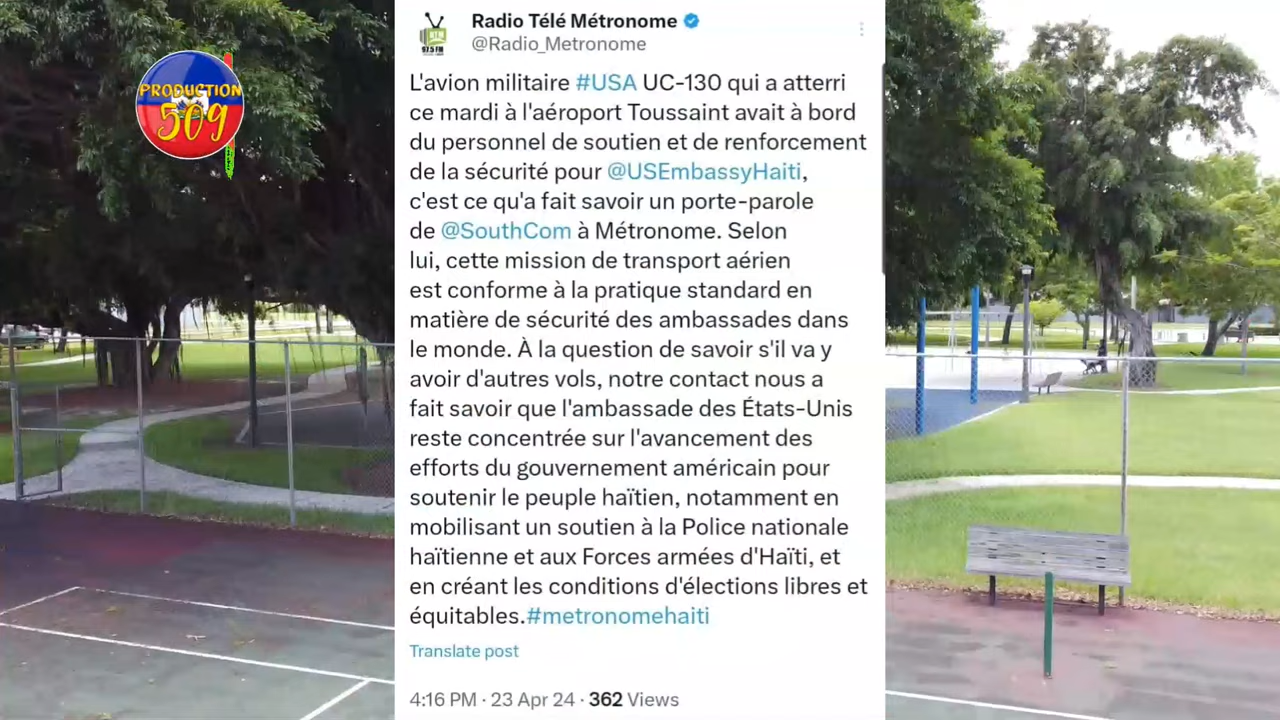 PRODUCTION
509
Radio Télé Métronome
@Radio_Metronome
L'avion militaire #USA UC-130 qui a atterri
ce mardi à l'aéroport Toussaint avait à bord
du personnel de soutien et de renforcement
de la sécurité pour @USEmbassyHaiti,
c'est ce qu'a fait savoir un porte-parole
de @SouthCom à Métronome. Selon
lui, cette mission de transport aérien
est conforme à la pratique standard en
matière de sécurité des ambassades dans
le monde. À la question de savoir s'il va y
avoir d'autres vols, notre contact nous a
fait savoir que l'ambassade des États-Unis
reste concentrée sur l'avancement des
efforts du gouvernement américain pour
soutenir le peuple haïtien, notamment en
mobilisant un soutien à la Police nationale
haïtienne et aux Forces armées d'Haïti, et
en créant les conditions d'élections libres et
équitables.#metronomehaiti
Translate post
4:16 PM · 23 Apr 24 · 362 Views